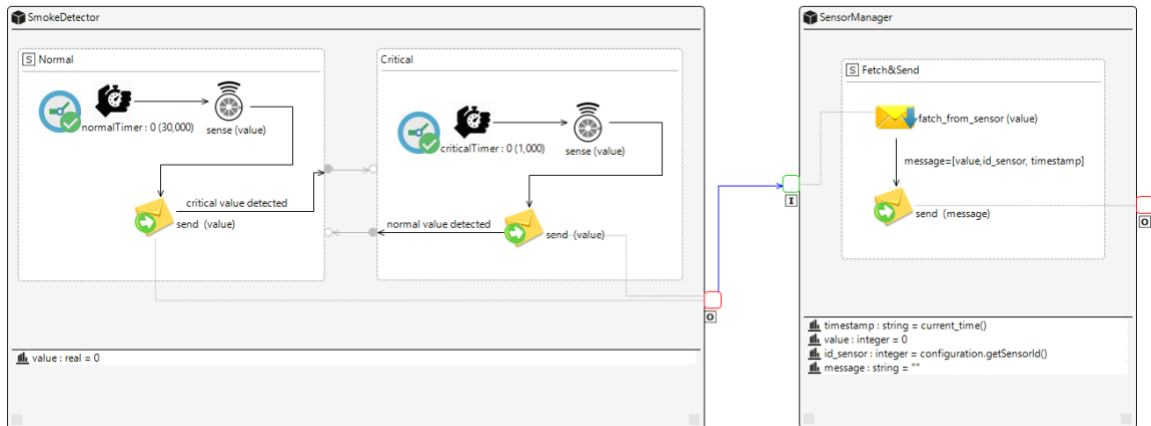 SmokeDetector
S Normal
normalTimer : 0 (30,000)
sense (value)
critical value detected
send (value)
Critical
criticalTimer : 0 (1,000)
sense (value)
normal value detected
send (value)
O
value : real = 0
SensorManager
S Fetch&Send
fatch_from_sensor (value)
message=[value,id_sensor, timestamp]
send (message)
I
O
timestamp : string = current_time()
value : integer = 0
id_sensor : integer = configuration.getSensorId()
message : string = ""